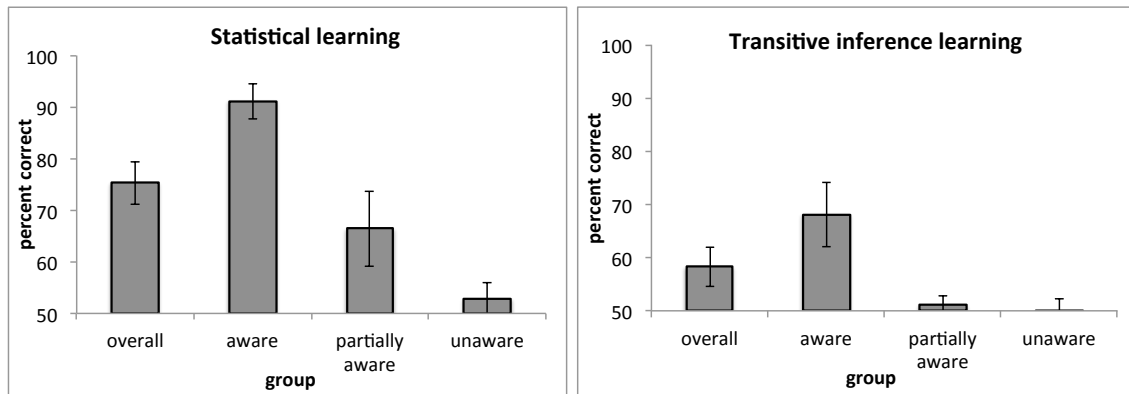 Statistical learning
percent correct
100
90
80
70
60
50
overall
aware
partially
aware
unaware
group
Transitive inference learning
percent correct
100
90
80
70
60
50
overall
aware
partially
aware
unaware
group